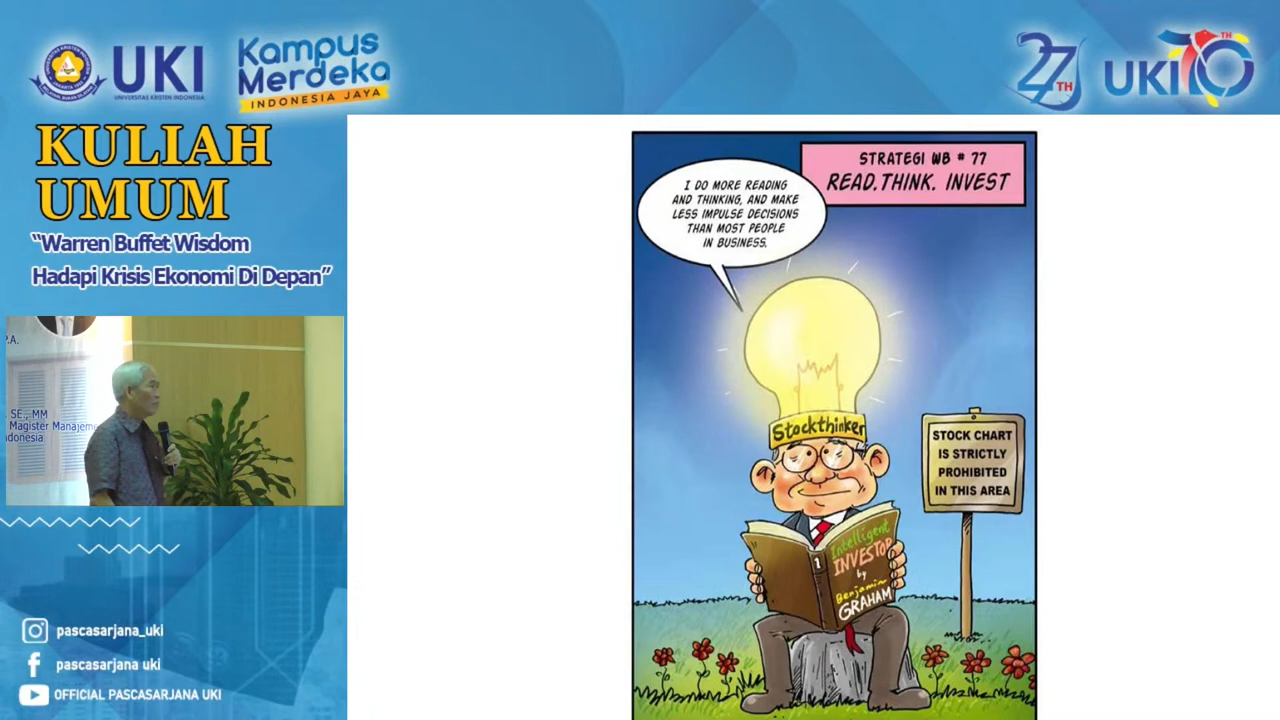 UKI
UNIVERSITAS KRISTEN INDONESIA
Kampus
Merdeka
INDONESIA JAYA
27TH
UKI 70TH
KULIAH
UMUM
"Warren Buffet Wisdom
Hadapi Krisis Ekonomi Di Depan"
P.A.
SE., MM
Magister Manajeme
donesia
pascasarjana_uki
pascasarjana uki
OFFICIAL PASCASARJANA UKI
STRATEGI WB # 77
READ.THINK. INVEST
I DO MORE READING
AND THINKING, AND MAKE
LESS IMPULSE DECISIONS
THAN MOST PEOPLE
IN BUSINESS.
Stockthinker
STOCK CHART
IS STRICTLY
PROHIBITED
IN THIS AREA
Intelligent
INVESTOR
by
Benjamin
GRAHAM
1